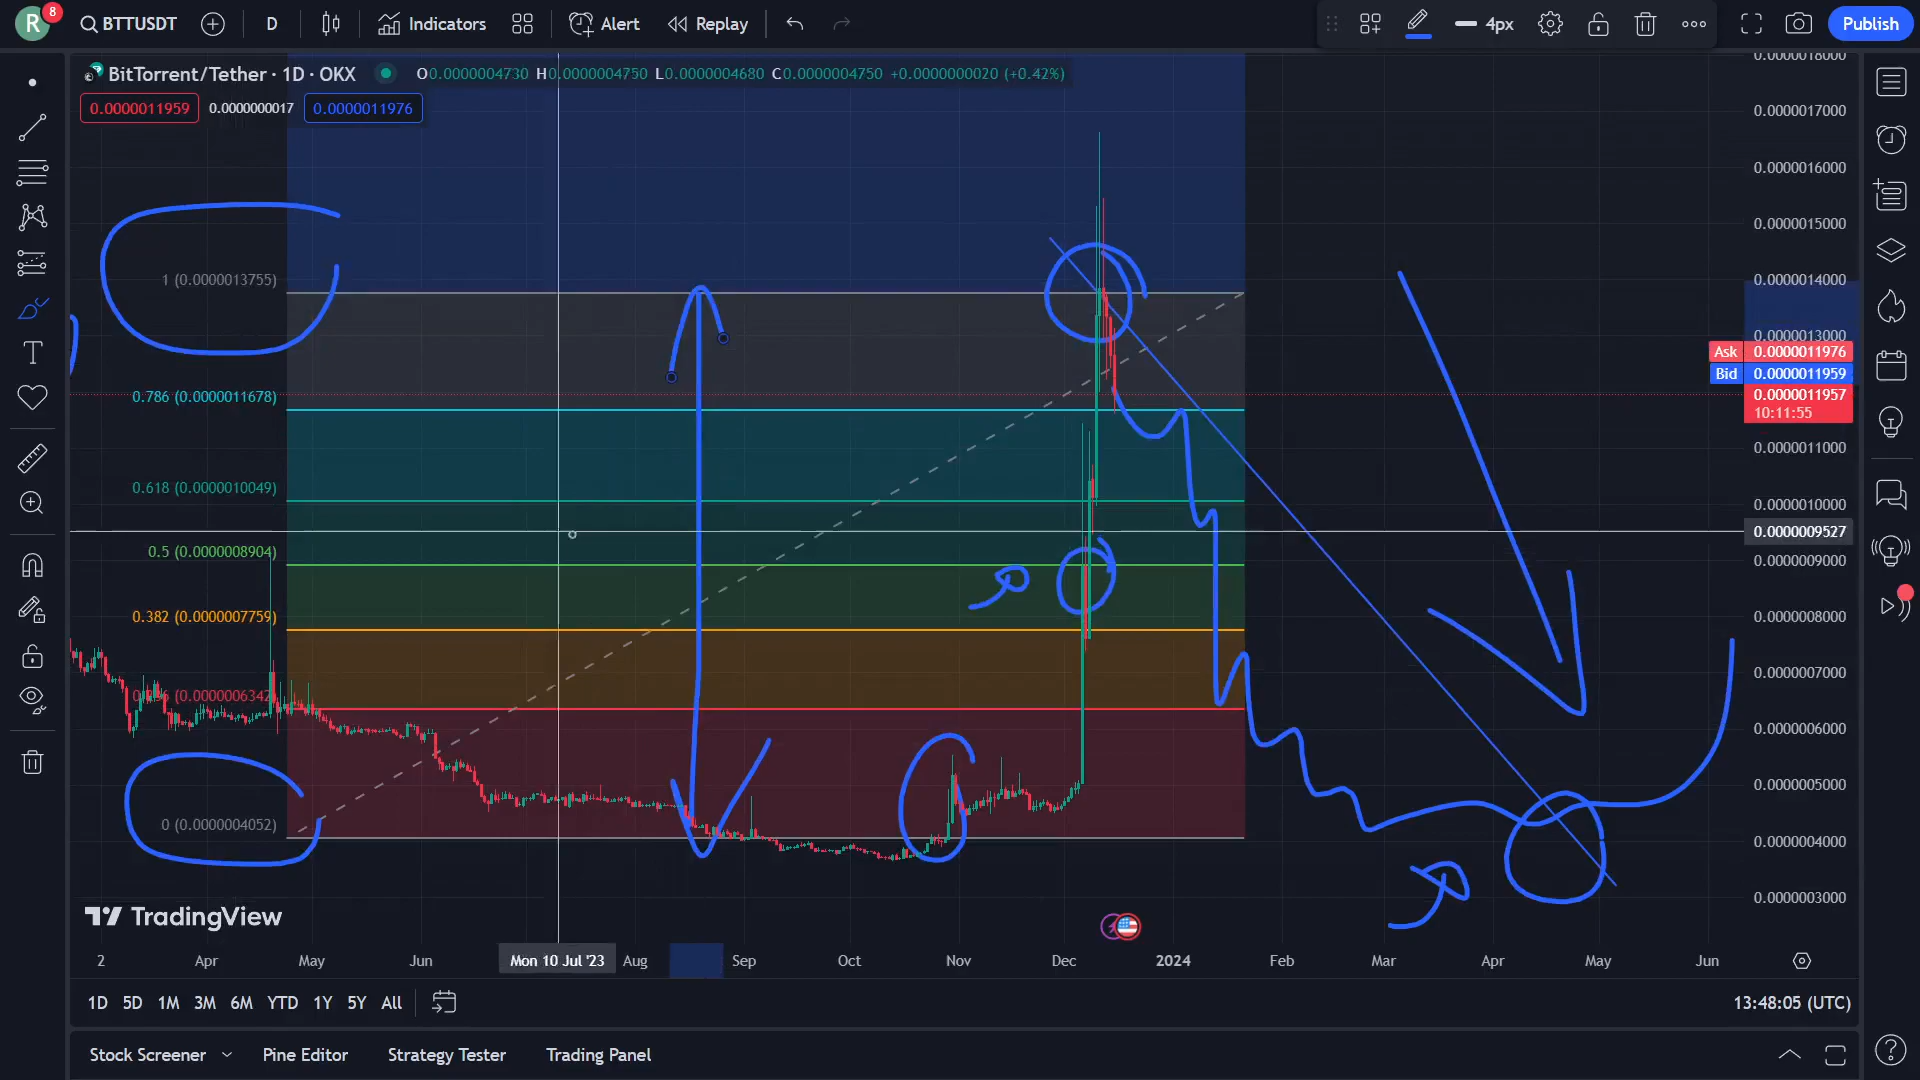 R
8
BTTUSDT
D
Indicators
Alert
Replay
4px
Publish
BitTorrent/Tether · 1D · OKX
O0.0000004730 H0.0000004750 L0.0000004680 C0.0000004750 +0.0000000020 (+0.42%)
0.0000011959 0.000000017 0.0000011976
0.0000018000
0.0000017000
0.0000016000
0.0000015000
0.0000014000
0.0000013000
Ask 0.0000011976
Bid 0.0000011959
0.0000011957
10:11:55
0.0000011000
0.0000010000
0.0000009527
0.0000009000
0.0000008000
0.0000007000
0.0000006000
0.0000005000
0.0000004000
0.0000003000
1 (0.0000013755)
0.786 (0.0000011678)
0.618 (0.0000010049)
0.5 (0.0000008904)
0.382 (0.0000007759)
(0.0000006342)
0 (0.0000004052)
TradingView
2 Apr May Jun Mon 10 Jul '23 Aug Sep Oct Nov Dec 2024 Feb Mar Apr May Jun
1D 5D 1M 3M 6M YTD 1Y 5Y All
13:48:05 (UTC)
Stock Screener Pine Editor Strategy Tester Trading Panel